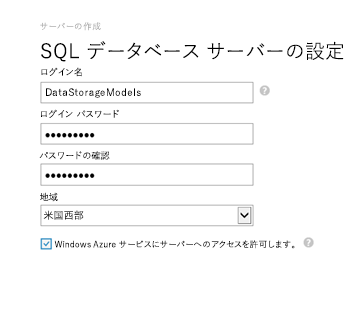 サーバーの作成
SQL データベース サーバーの設定
ログイン名
DataStorageModels
ログイン パスワード
●●●●●●●●●
パスワードの確認
●●●●●●●●●
地域
米国西部
Windows Azure サービスにサーバーへのアクセスを許可します。